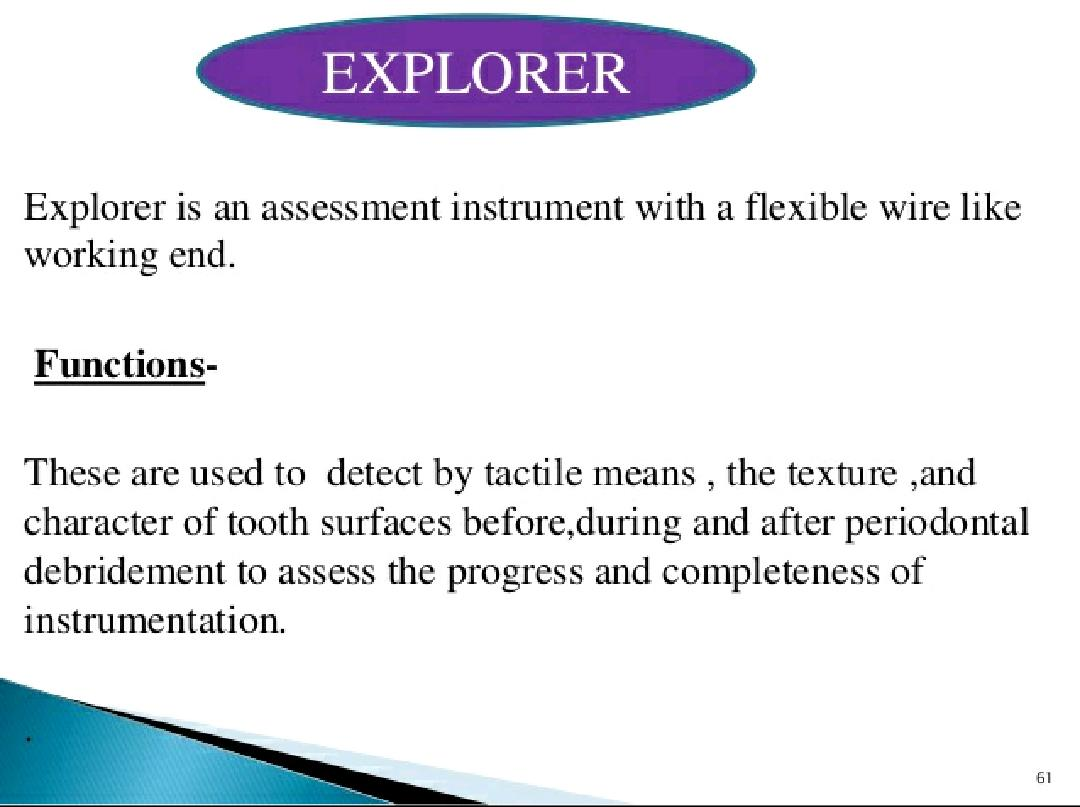 EXPLORER
Explorer is an assessment instrument with a flexible wire like
working end.
Functions-
These are used to  detect by tactile means , the texture ,and
character of tooth surfaces before,during and after periodontal
debridement to assess the progress and completeness of
instrumentation.
.
61